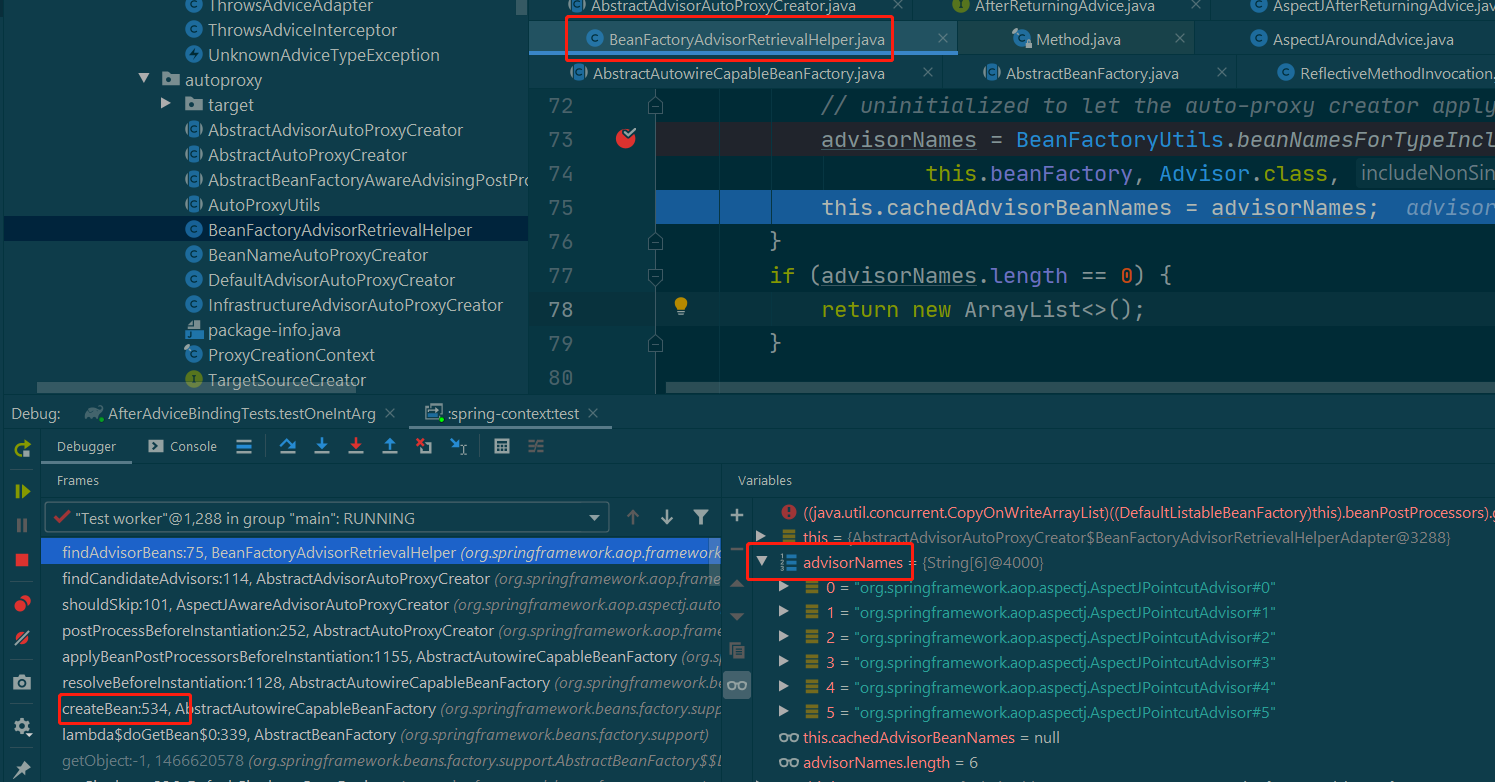 ThrowsAdviceAdapter
ThrowsAdviceInterceptor
UnknownAdviceTypeException
autoproxy
target
AbstractAdvisorAutoProxyCreator
AbstractAutoProxyCreator
AbstractBeanFactoryAwareAdvisingPostPro
AutoProxyUtils
BeanFactoryAdvisorRetrievalHelper
BeanNameAutoProxyCreator
DefaultAdvisorAutoProxyCreator
InfrastructureAdvisorAutoProxyCreator
package-info.java
ProxyCreationContext
TargetSourceCreator
AbstractAdvisorAutoProxyCreator.java AfterReturningAdvice.java AspectJAfterReturningAdvice.jav
BeanFactoryAdvisorRetrievalHelper.java Method.java AspectJAroundAdvice.java
AbstractAutowireCapableBeanFactory.java AbstractBeanFactory.java ReflectiveMethodInvocation.
72 // uninitialized to let the auto-proxy creator apply
73 advisorNames = BeanFactoryUtils.beanNamesForTypeIncl
74 this.beanFactory, Advisor.class, includeNonSin
75 this.cachedAdvisorBeanNames = advisorNames; advisor
76 }
77 if (advisorNames.length == 0) {
78 return new ArrayList<>();
79 }
80
Debug: AfterAdviceBindingTests.testOneIntArg :spring-context:test
Debugger Console
Frames
"Test worker"@1,288 in group "main": RUNNING
findAdvisorBeans:75, BeanFactoryAdvisorRetrievalHelper (org.springframework.aop.framework
findCandidateAdvisors:114, AbstractAdvisorAutoProxyCreator (org.springframework.aop.frame
shouldSkip:101, AspectJAwareAdvisorAutoProxyCreator (org.springframework.aop.aspectj.auto
postProcessBeforeInstantiation:252, AbstractAutoProxyCreator (org.springframework.aop.fram
applyBeanPostProcessorsBeforeInstantiation:1155, AbstractAutowireCapableBeanFactory (org.sp
resolveBeforeInstantiation:1128, AbstractAutowireCapableBeanFactory (org.springframework.be
createBean:534, AbstractAutowireCapableBeanFactory (org.springframework.beans.factory.supp
lambda$doGetBean$0:339, AbstractBeanFactory (org.springframework.beans.factory.support)
getObject:-1, 1466620578 (org.springframework.beans.factory.support.AbstractBeanFactory$$L
Variables
((java.util.concurrent.CopyOnWriteArrayList)((DefaultListableBeanFactory)this).beanPostProcessors).g
this = {AbstractAdvisorAutoProxyCreator$BeanFactoryAdvisorRetrievalHelperAdapter@3288}
advisorNames = {String[6]@4000}
0 = "org.springframework.aop.aspectj.AspectJPointcutAdvisor#0"
1 = "org.springframework.aop.aspectj.AspectJPointcutAdvisor#1"
2 = "org.springframework.aop.aspectj.AspectJPointcutAdvisor#2"
3 = "org.springframework.aop.aspectj.AspectJPointcutAdvisor#3"
4 = "org.springframework.aop.aspectj.AspectJPointcutAdvisor#4"
5 = "org.springframework.aop.aspectj.AspectJPointcutAdvisor#5"
this.cachedAdvisorBeanNames = null
advisorNames.length = 6